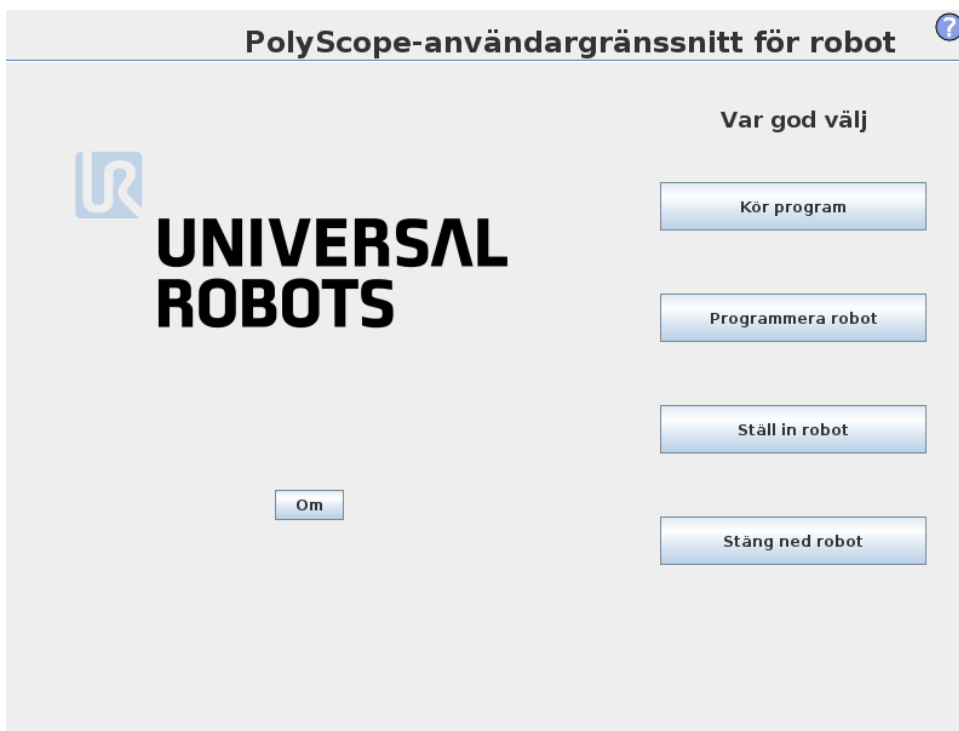 PolyScope-användargränssnitt för robot
?
Var god välj
UR
UNIVERSAL
ROBOTS
Kör program
Programmera robot
Ställ in robot
Om
Stäng ned robot